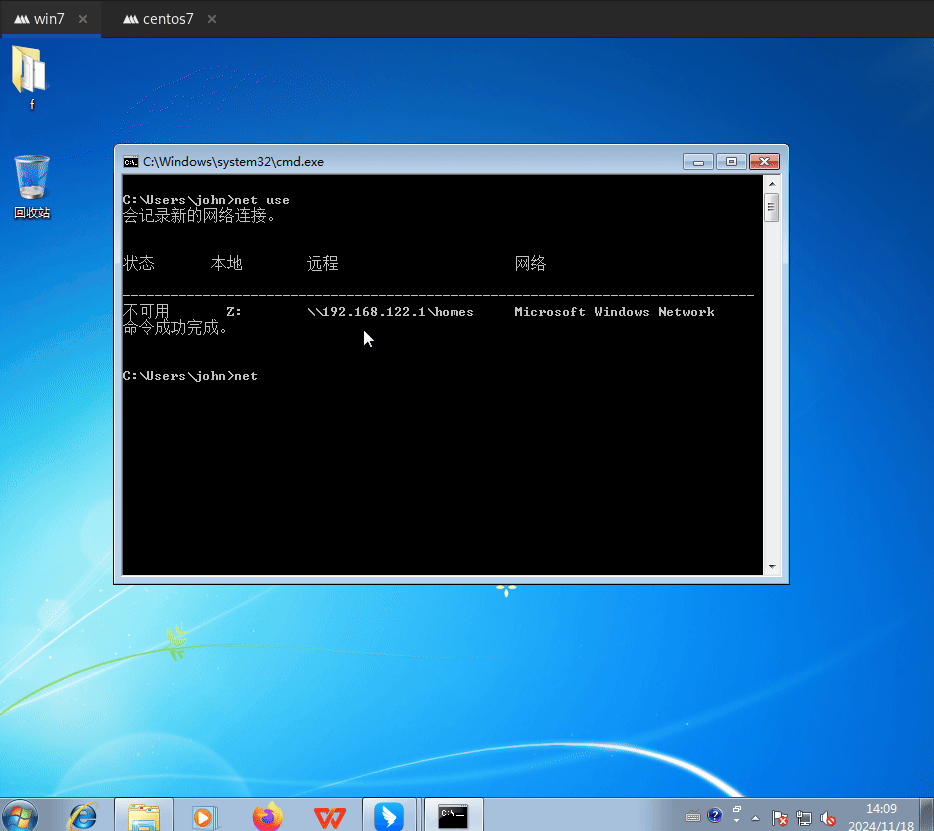 win7
centos7
f
回收站
C:\Windows\system32\cmd.exe
C:\Users\john>net use
会记录新的网络连接。
状态 本地 远程 网络
-------------------------------------------------------------------------------
不可用 Z: \\192.168.122.1\homes Microsoft Windows Network
命令成功完成。
C:\Users\john>net
14:09
2024/11/18